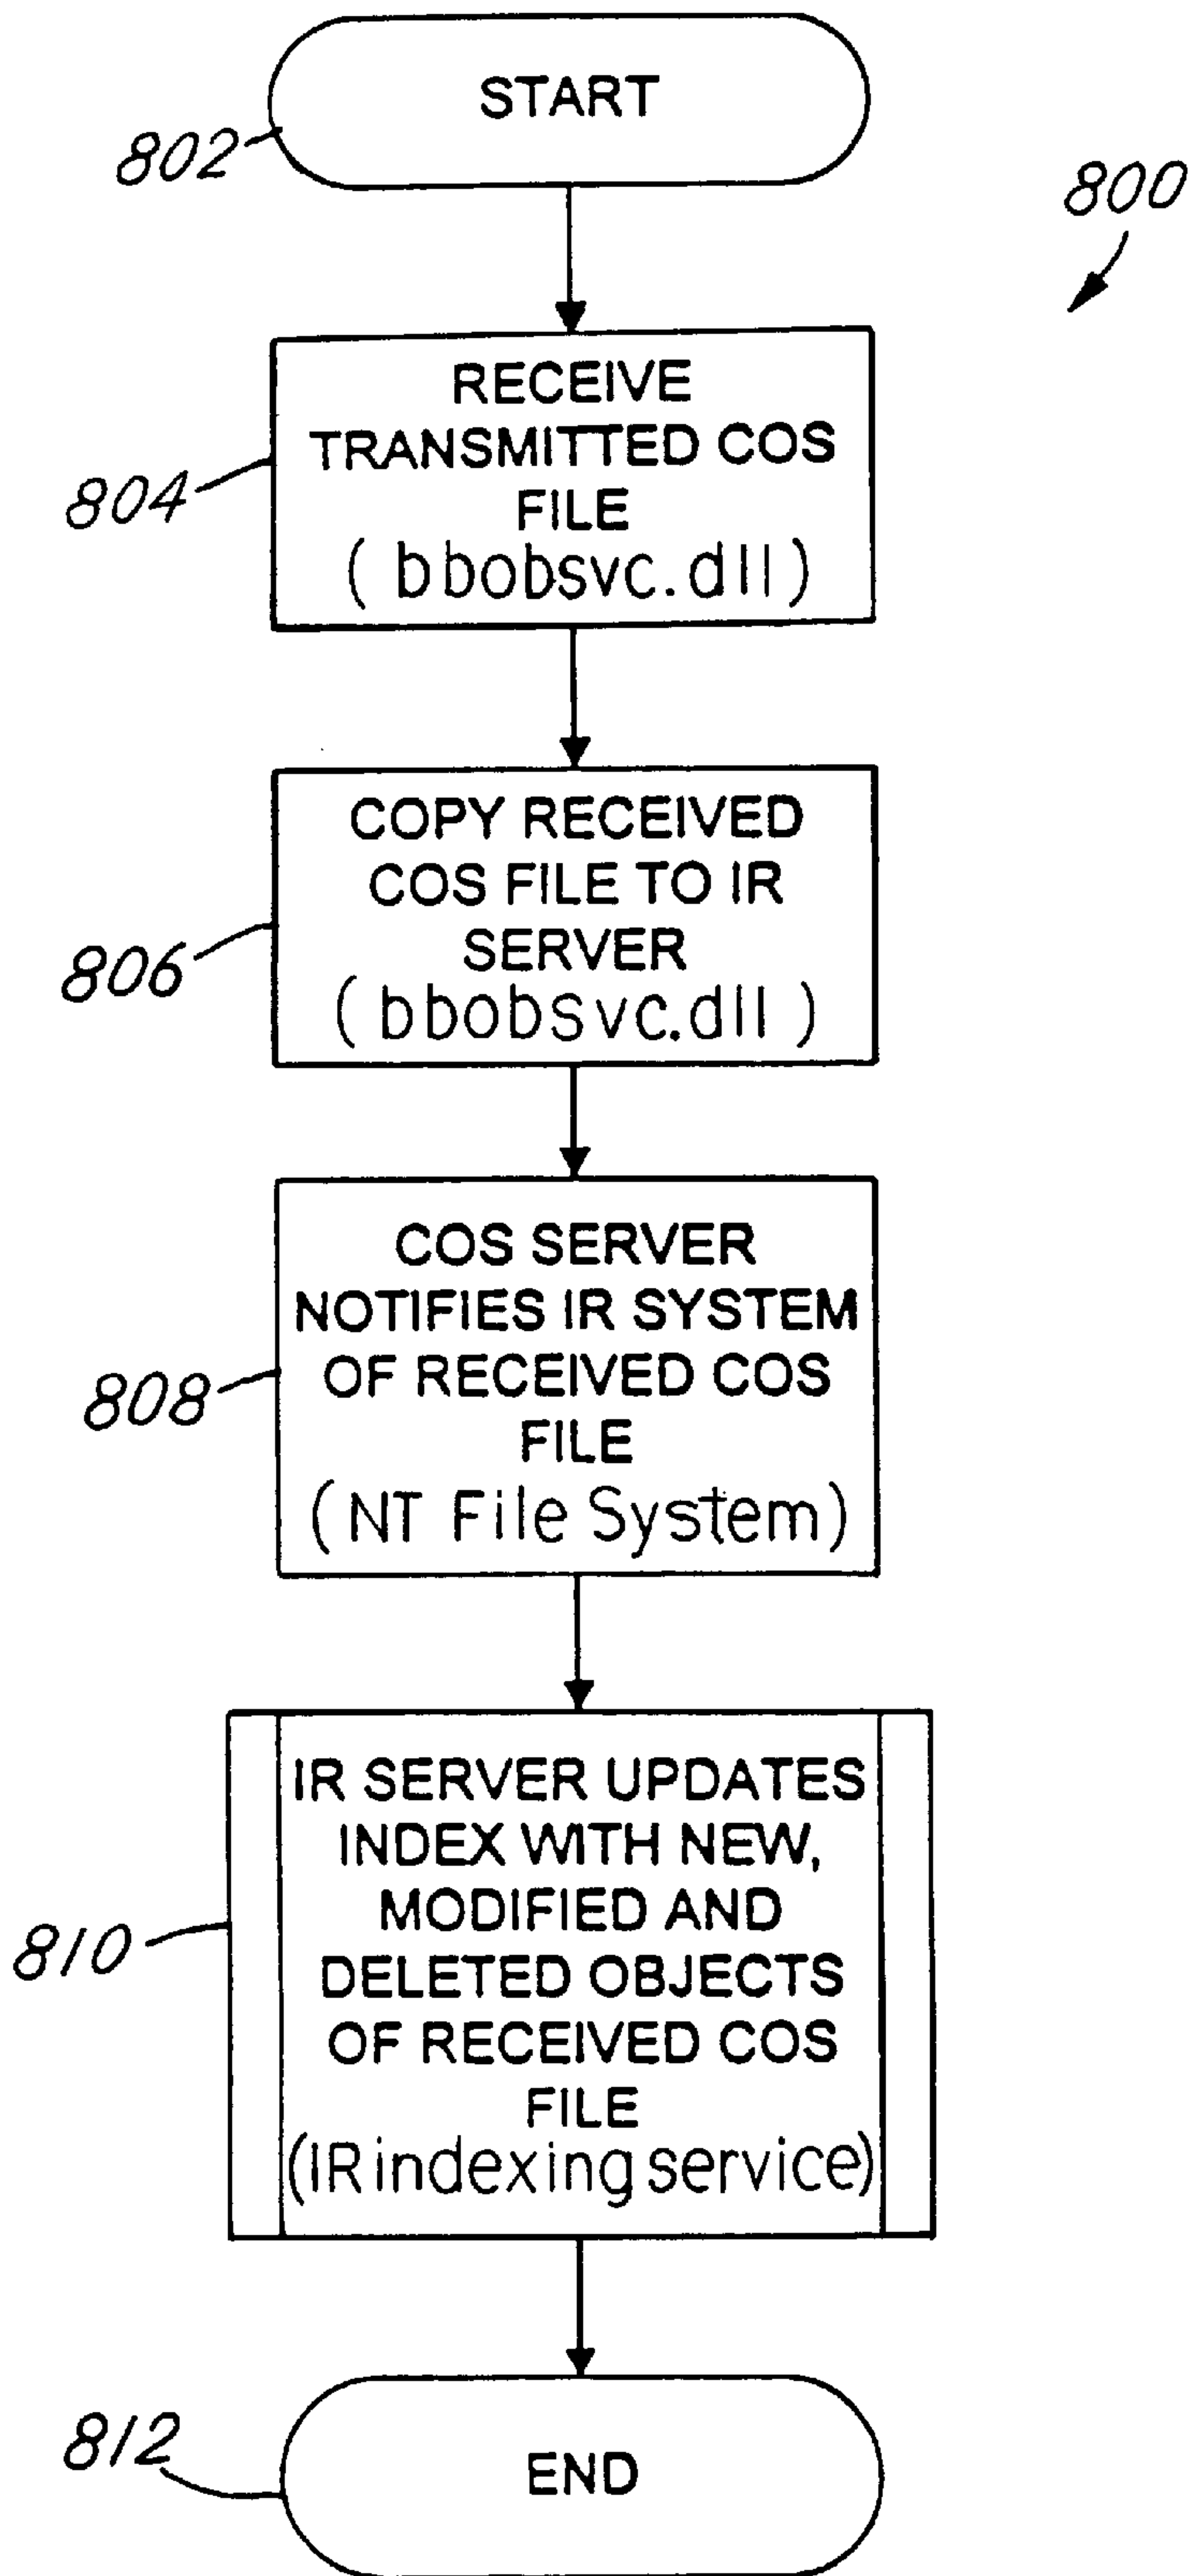 START
802
800
RECEIVE
TRANSMITTED COS
FILE
(bbobsvc.dll)
804
COPY RECEIVED
COS FILE TO IR
SERVER
(bbobsvc.dll)
806
COS SERVER
NOTIFIES IR SYSTEM
OF RECEIVED COS
FILE
(NT File System)
808
IR SERVER UPDATES
INDEX WITH NEW,
MODIFIED AND
DELETED OBJECTS
OF RECEIVED COS
FILE
(IR indexing service)
810
END
812